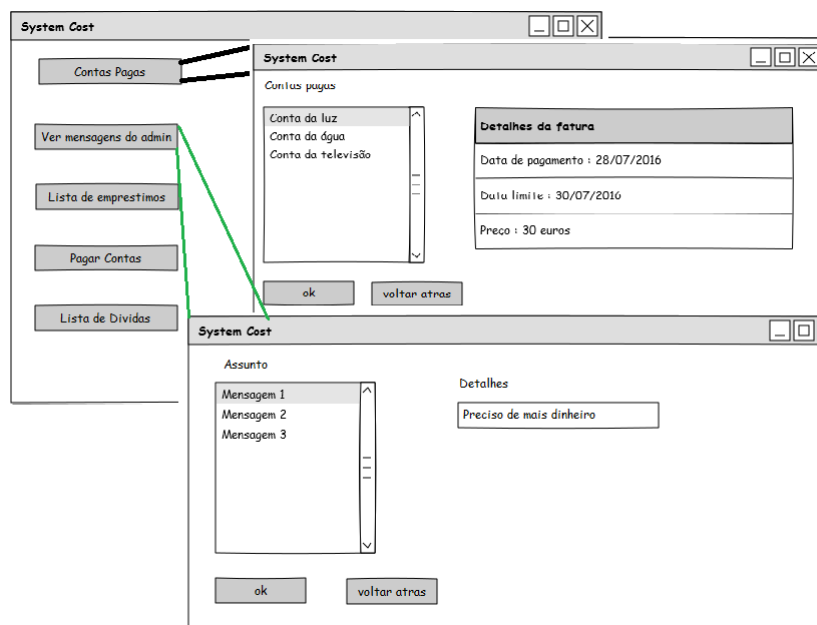 System Cost
Contas Pagas
Ver mensagens do admin
Lista de emprestimos
Pagar Contas
Lista de Dividas
System Cost
Contas pagas
Conta da luz
Conta da água
Conta da televisão
Detalhes da fatura
Data de pagamento : 28/07/2016
Data limite : 30/07/2016
Preço : 30 euros
ok
voltar atras
System Cost
Assunto
Mensagem 1
Mensagem 2
Mensagem 3
Detalhes
Preciso de mais dinheiro
ok
voltar atras